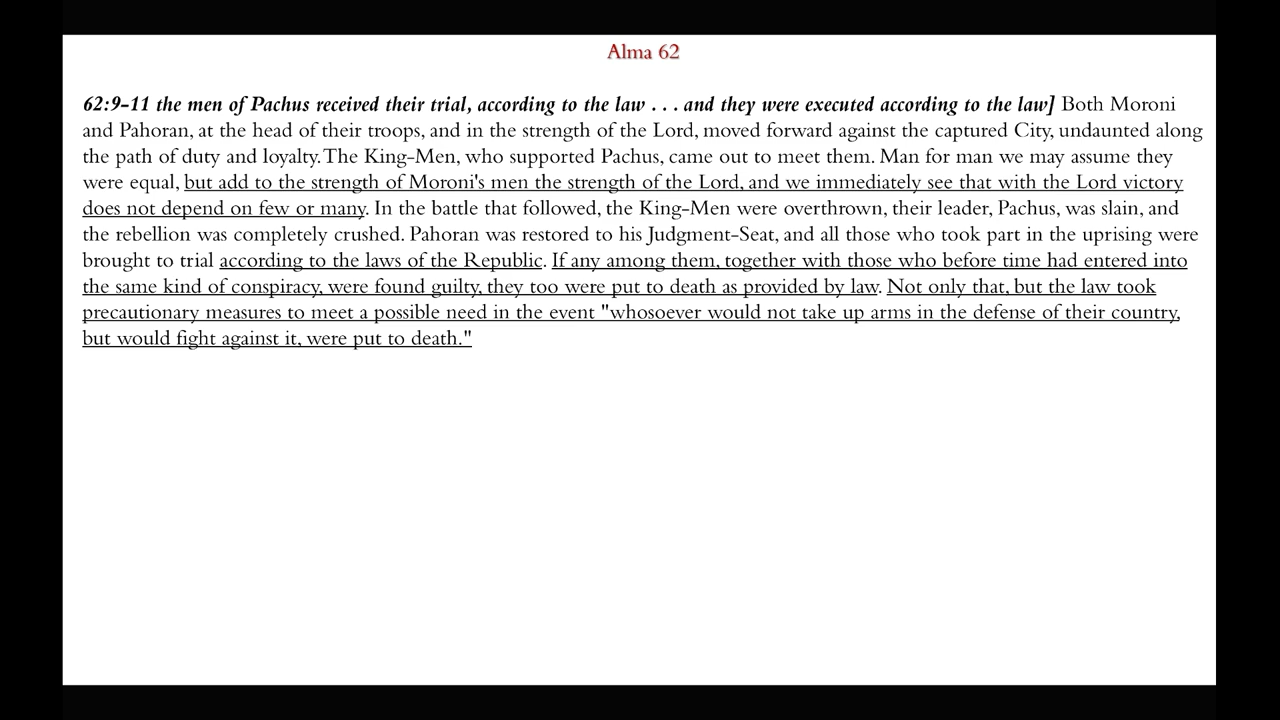 Alma 62
62:9-11 the men of Pachus received their trial, according to the law . . . and they were executed according to the law] Both Moroni
and Pahoran, at the head of their troops, and in the strength of the Lord, moved forward against the captured City, undaunted along
the path of duty and loyalty. The King-Men, who supported Pachus, came out to meet them. Man for man we may assume they
were equal, but add to the strength of Moroni's men the strength of the Lord, and we immediately see that with the Lord victory
does not depend on few or many. In the battle that followed, the King-Men were overthrown, their leader, Pachus, was slain, and
the rebellion was completely crushed. Pahoran was restored to his Judgment-Seat, and all those who took part in the uprising were
brought to trial according to the laws of the Republic. If any among them, together with those who before time had entered into
the same kind of conspiracy, were found guilty, they too were put to death as provided by law. Not only that, but the law took
precautionary measures to meet a possible need in the event "whosoever would not take up arms in the defense of their country,
but would fight against it, were put to death."